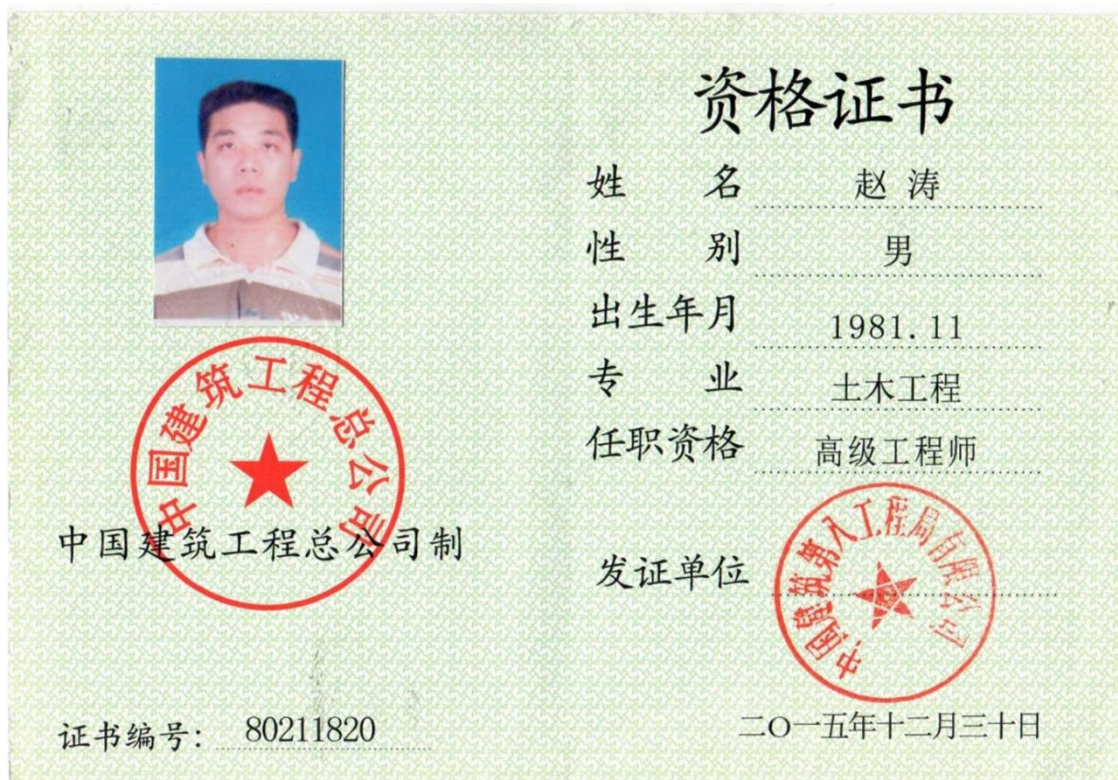 中国建筑工程总公司
中国建筑工程总公司制
证书编号: 80211820
资格证书
姓 名 赵 涛
性 别 男
出生年月 1981.11
专 业 土木工程
任职资格 高级工程师
发证单位
中国建筑第八工程局有限公司
二〇一五年十二月三十日